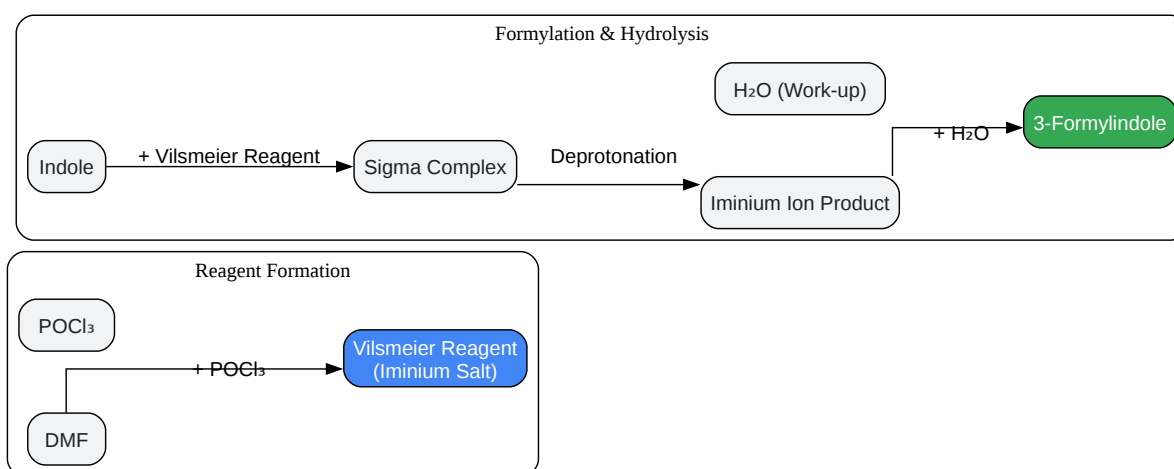 Formylation & Hydrolysis
H₂O (Work-up)
3-Formylindole
+ H₂O
Indole
+ Vilsmeier Reagent
Sigma Complex
Deprotonation
Iminium Ion Product
Reagent Formation
POCl₃
+ POCl₃
Vilsmeier Reagent
(Iminium Salt)
DMF